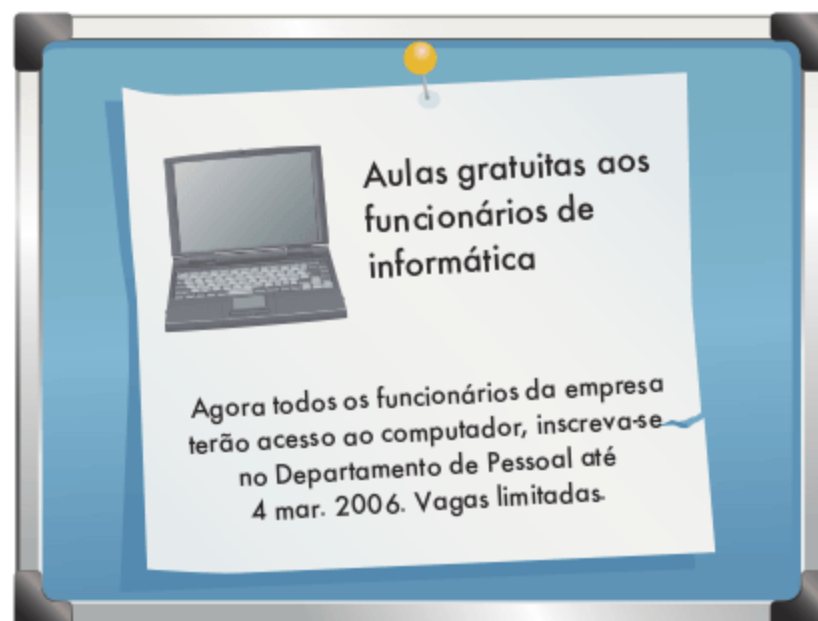 Aulas gratuitas aos
funcionários de
informática
Agora todos os funcionários da empresa
terão acesso ao computador, inscreva-se
no Departamento de Pessoal até
4 mar. 2006. Vagas limitadas.